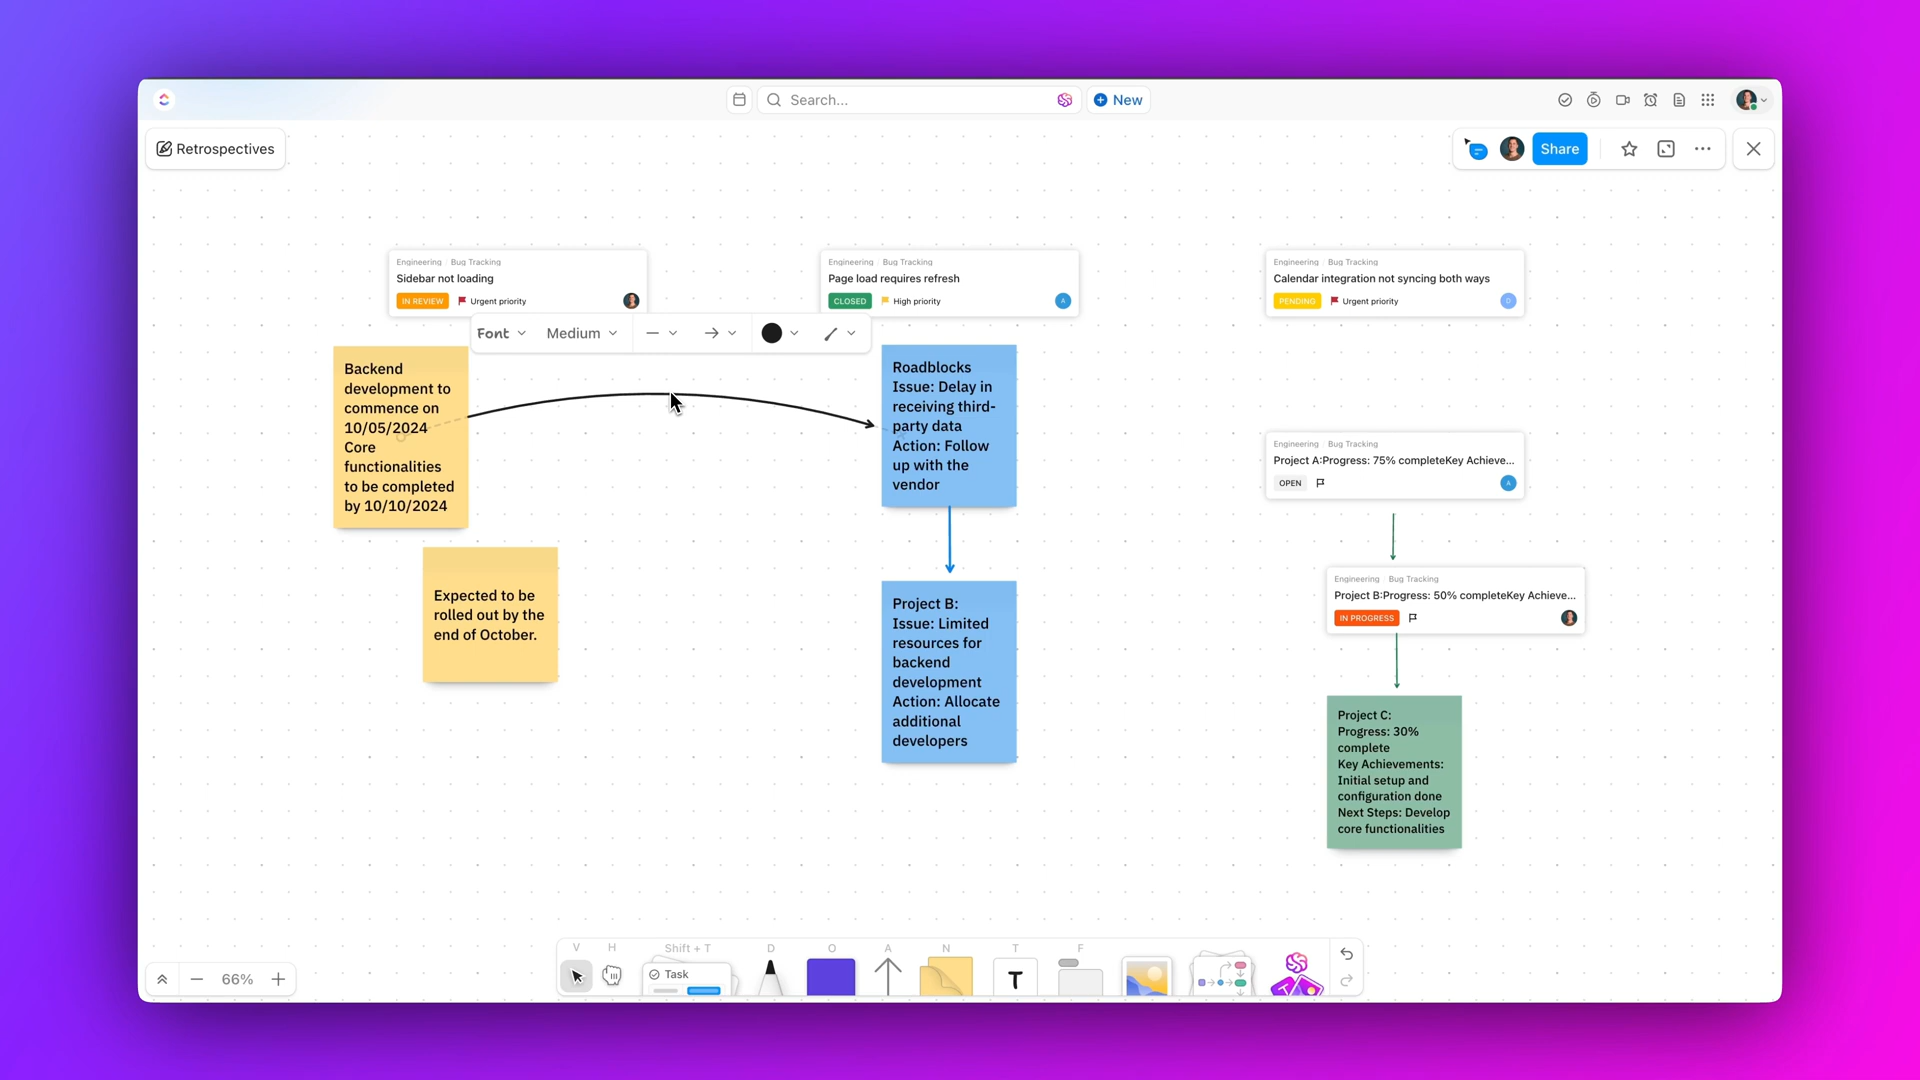 Search...
New
Retrospectives
Share
Engineering / Bug Tracking
Sidebar not loading
IN REVIEW
Urgent priority
Engineering / Bug Tracking
Page load requires refresh
CLOSED
High priority
A
Engineering / Bug Tracking
Calendar integration not syncing both ways
PENDING
Urgent priority
D
Font
Medium
Backend
development to
commence on
10/05/2024
Core
functionalities
to be completed
by 10/10/2024
Expected to be
rolled out by the
end of October.
Roadblocks
Issue: Delay in
receiving third-
party data
Action: Follow
up with the
vendor
Project B:
Issue: Limited
resources for
backend
development
Action: Allocate
additional
developers
Engineering / Bug Tracking
Project A:Progress: 75% completeKey Achieve...
OPEN
A
Engineering / Bug Tracking
Project B:Progress: 50% completeKey Achieve...
IN PROGRESS
Project C:
Progress: 30%
complete
Key Achievements:
Initial setup and
configuration done
Next Steps: Develop
core functionalities
66%
V
H
Shift + T
D
O
A
N
T
F
Task
T